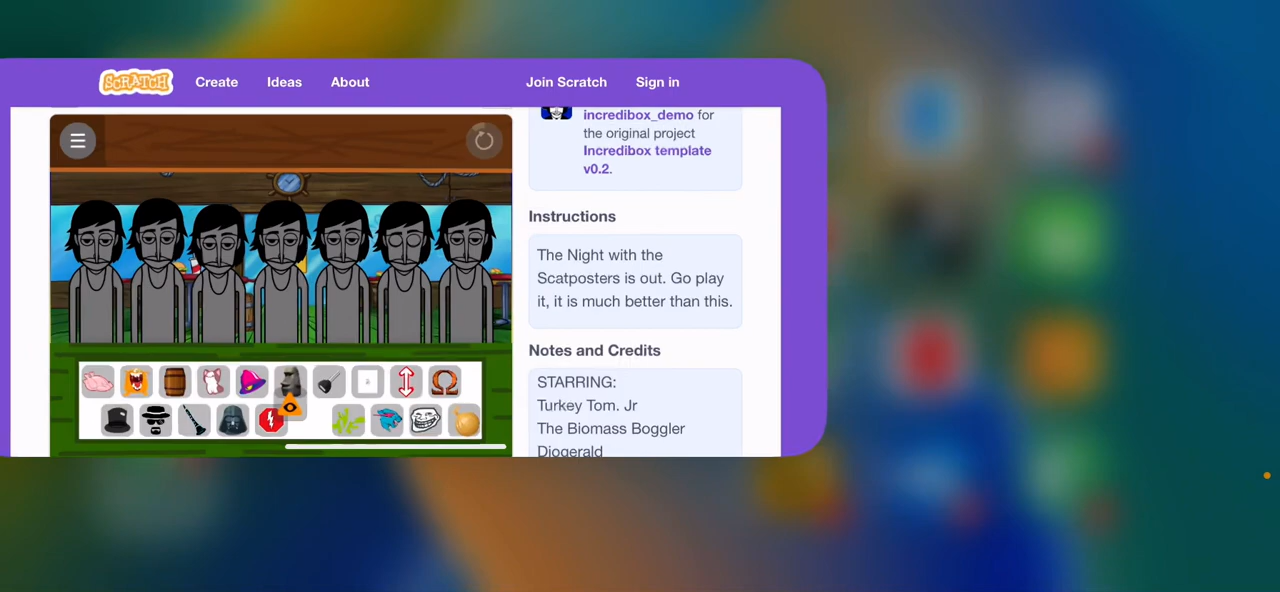 SCRATCH
Create
Ideas
About
Join Scratch
Sign in
incredibox_demo for
the original project
Incredibox template
v0.2.
Instructions
The Night with the
Scatposters is out. Go play
it, it is much better than this.
Notes and Credits
STARRING:
Turkey Tom. Jr
The Biomass Boggler
Diogerald